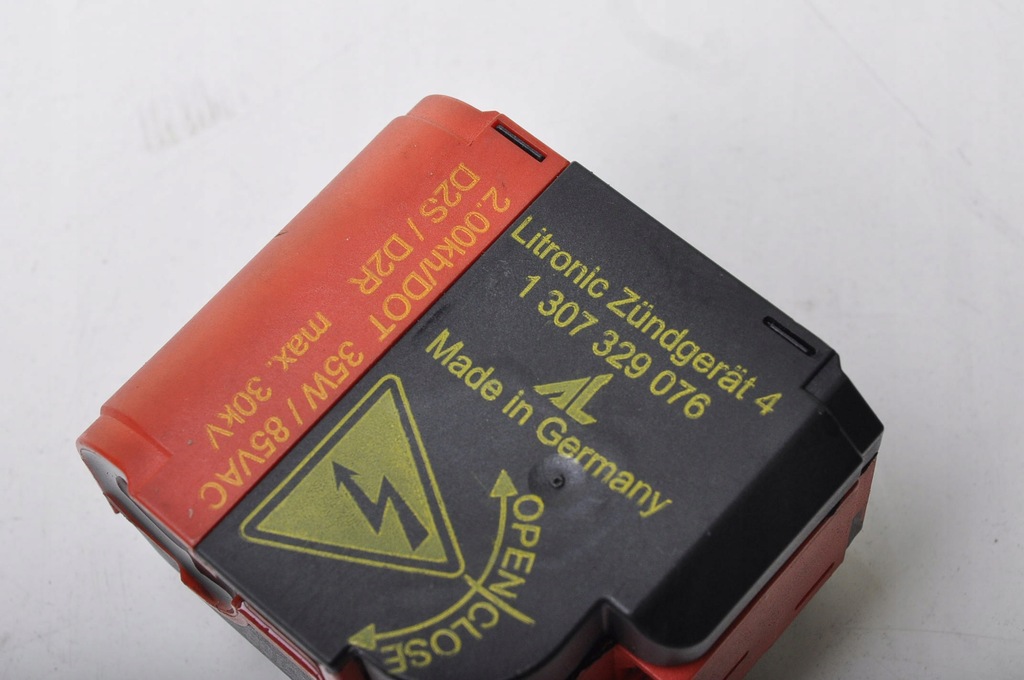 Litronic Zündgerät 4
1 307 329 076
AL
Made in Germany
2.00kh/DOT 35W / 85VAC
D2S / D2R max. 30kV
OPEN/CLOSE